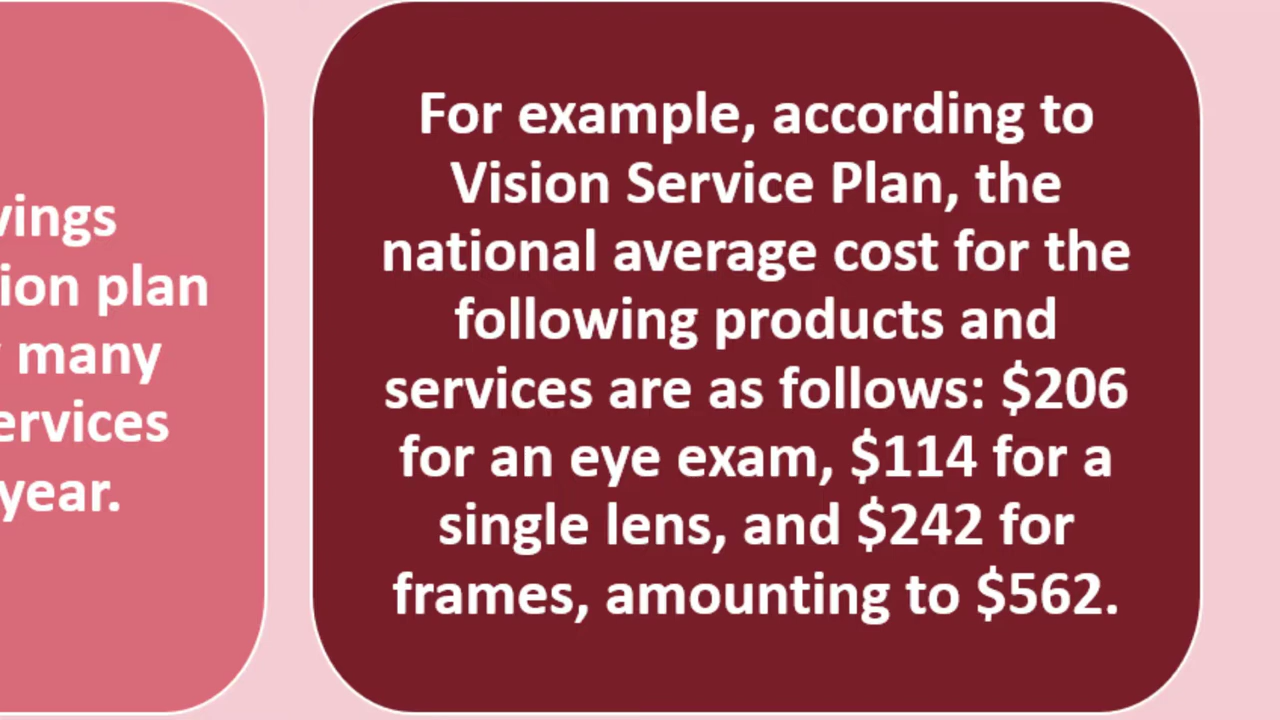 ion plan
many
year.
For example, according to
Vision Service Plan, the
national average cost for the
following products and
services are as follows: $206
for an eye exam, $114 for a
single lens, and $242 for
frames, amounting to $562.